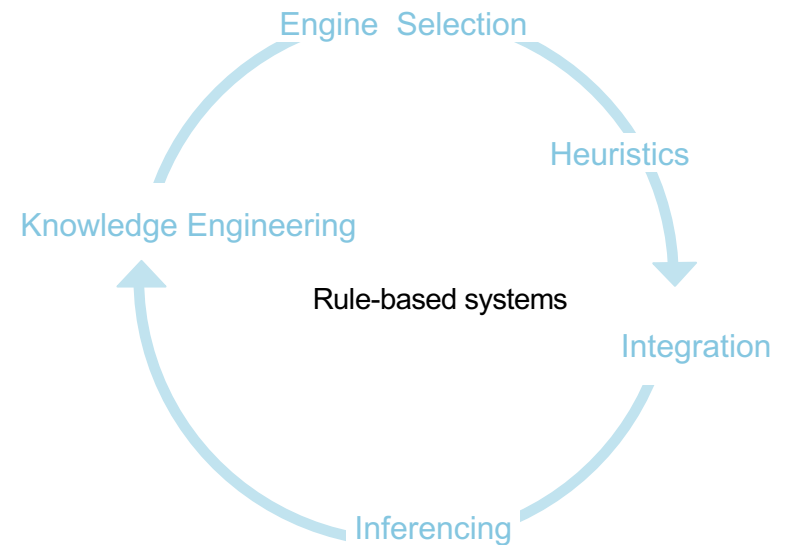 Engine Selection
Heuristics
Knowledge Engineering
Rule-based systems
Integration
Inferencing